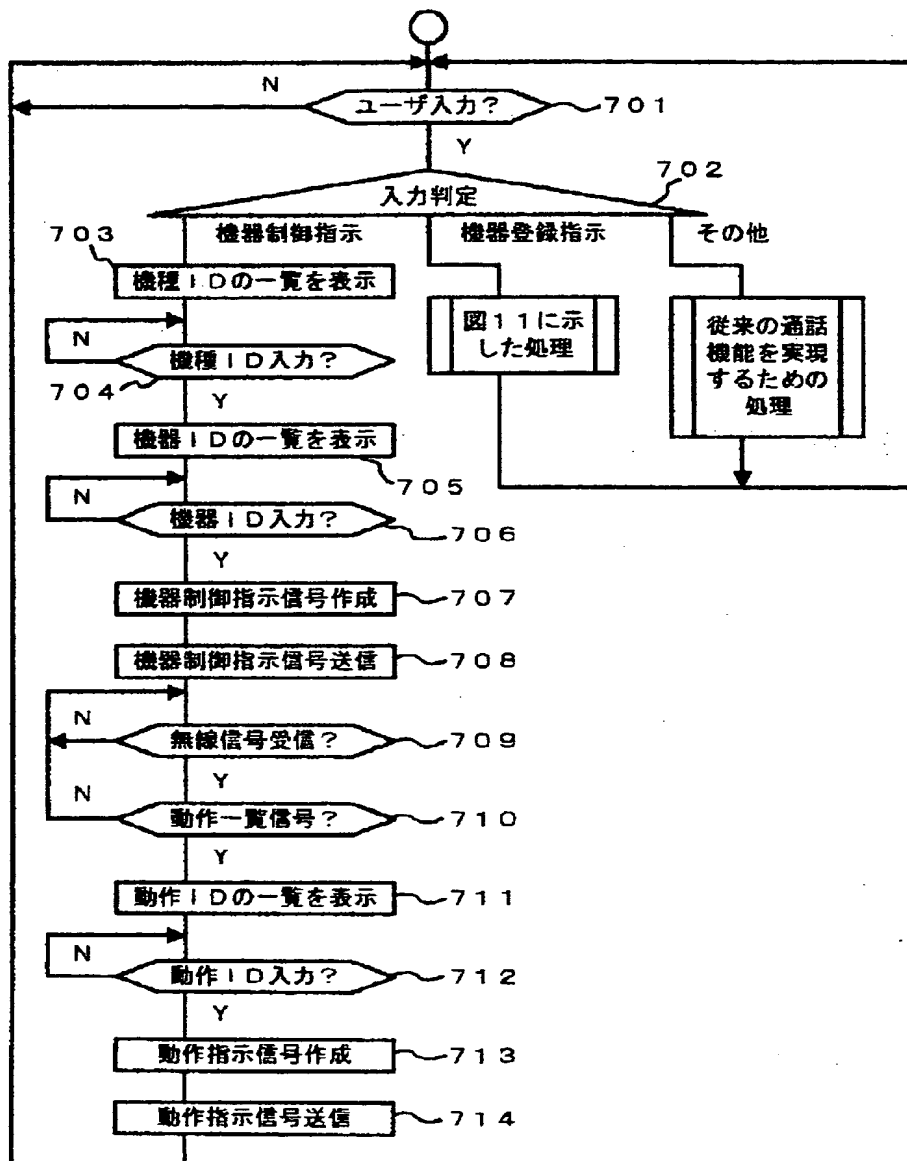 N
ユーザ入力?
701
Y
702
入力判定
703
機器制御指示
機器登録指示
その他
機種IDの一覧を表示
N
機種ID入力?
704
Y
図11に示
した処理
従来の通話
機能を実現
するための
処理
機器IDの一覧を表示
705
N
機器ID入力?
706
Y
機器制御指示信号作成
707
機器制御指示信号送信
708
N
無線信号受信?
709
Y
N
動作一覧信号?
710
Y
動作IDの一覧を表示
711
N
動作ID入力?
712
Y
動作指示信号作成
713
動作指示信号送信
714